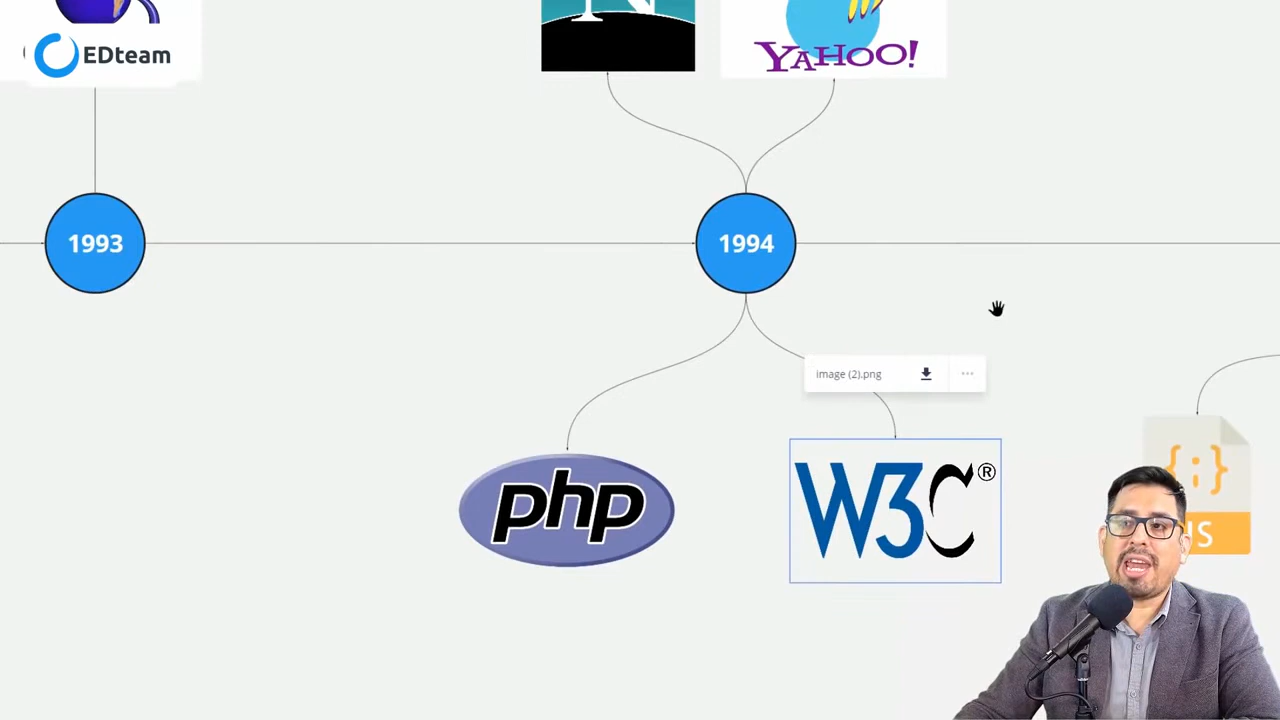 EDteam
N
YAHOO!
1993
1994
image (2).png
php
W3C®
{;}
JS